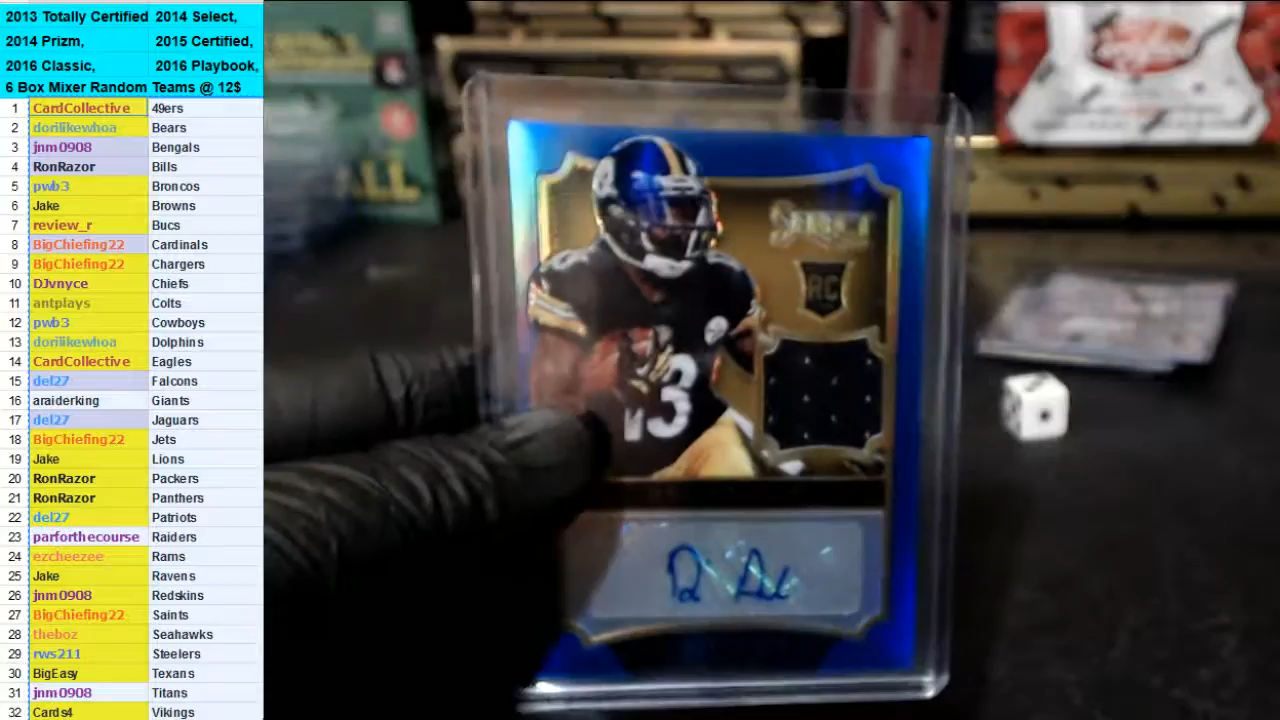 2013 Totally Certified 2014 Select,
2014 Prizm, 2015 Certified,
2016 Classic, 2016 Playbook,
6 Box Mixer Random Teams @ 12$
1 CardCollective 49ers
2 dorilikewhoa Bears
3 jnm0908 Bengals
4 RonRazor Bills
5 pwb3 Broncos
6 Jake Browns
7 review_r Bucs
8 BigChiefing22 Cardinals
9 BigChiefing22 Chargers
10 DJvnyce Chiefs
11 antplays Colts
12 pwb3 Cowboys
13 dorilikewhoa Dolphins
14 CardCollective Eagles
15 del27 Falcons
16 araiderking Giants
17 del27 Jaguars
18 BigChiefing22 Jets
19 Jake Lions
20 RonRazor Packers
21 RonRazor Panthers
22 del27 Patriots
23 parforthecourse Raiders
24 ezcheezee Rams
25 Jake Ravens
26 jnm0908 Redskins
27 BigChiefing22 Saints
28 theboz Seahawks
29 rws211 Steelers
30 BigEasy Texans
31 jnm0908 Titans
32 Cards4 Vikings
SELECT
RC
13